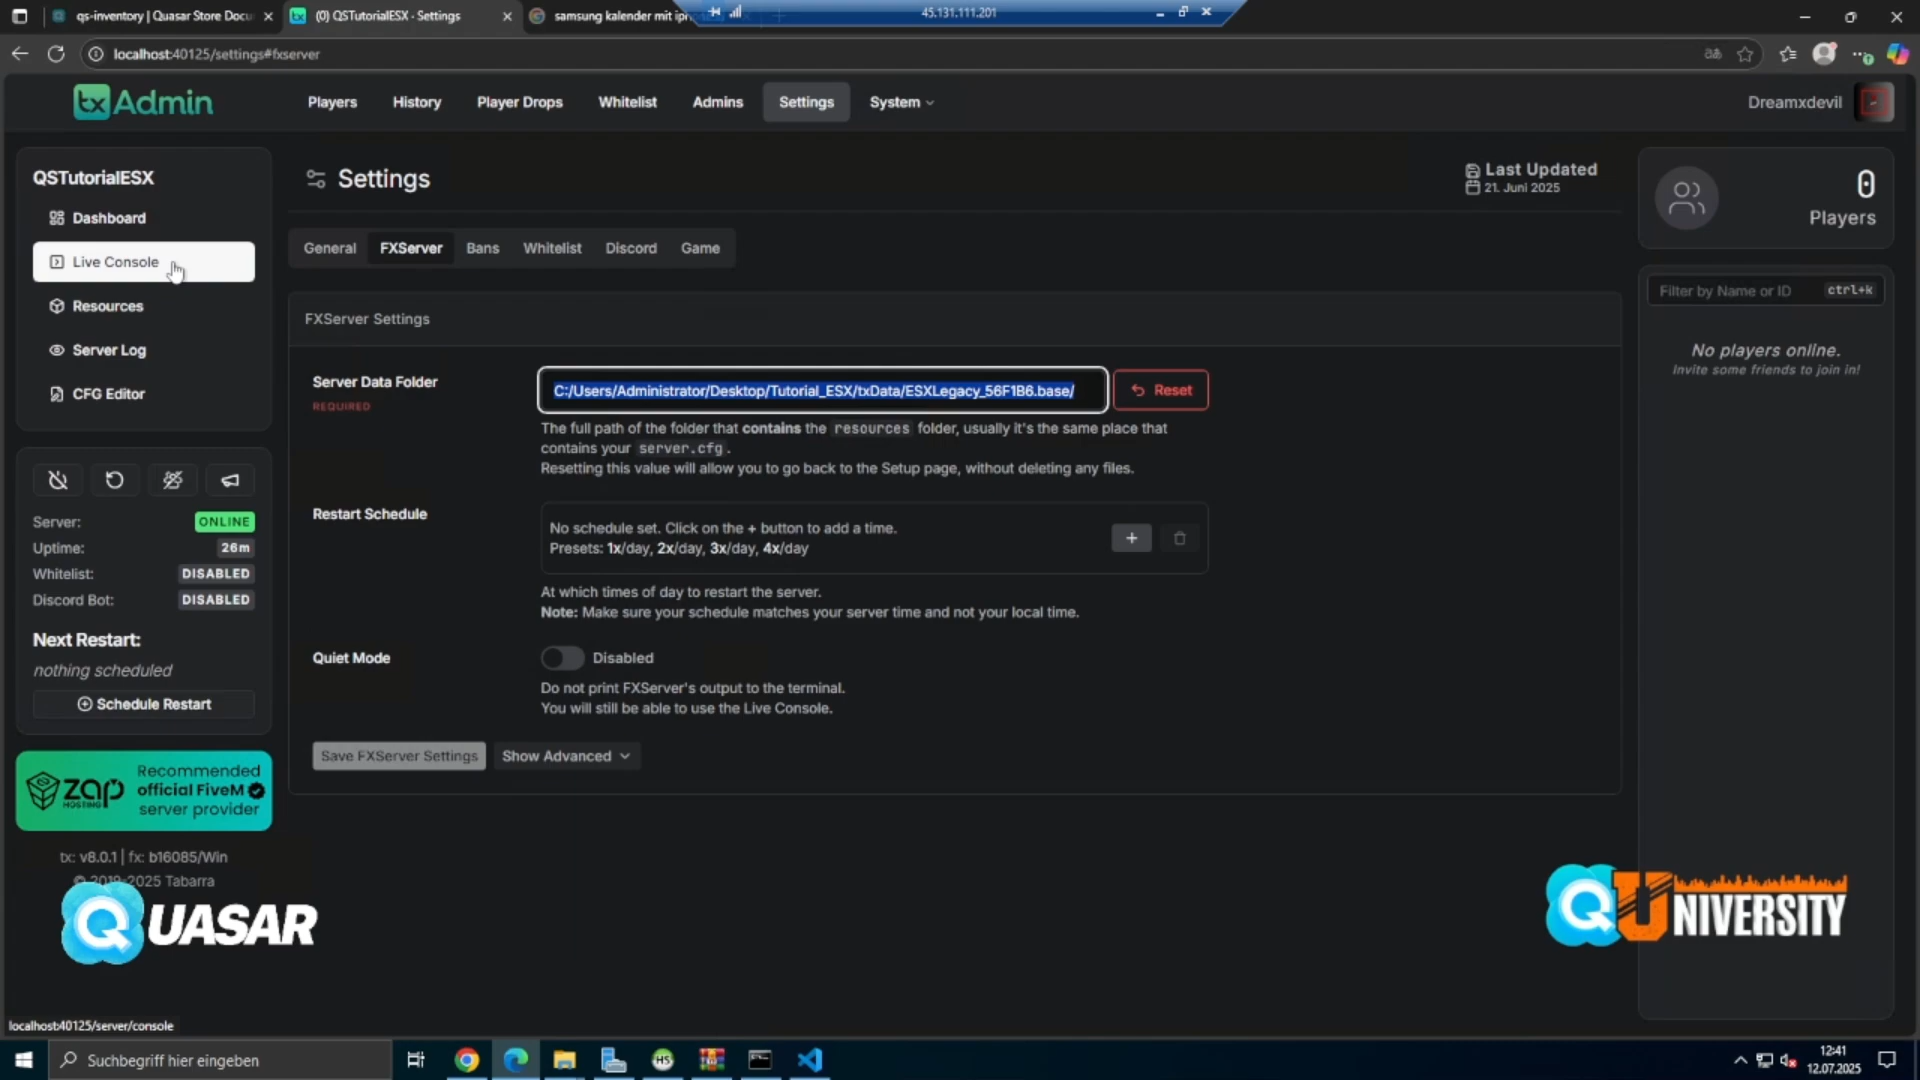 qs-inventory | Quasar Store Docu
(0) QSTutorialESX - Settings
samsung kalender mit ip
45.131.111.201
localhost:40125/settings#fxserver
tx Admin
Players
History
Player Drops
Whitelist
Admins
Settings
System
Dreamxdevil
QSTutorialESX
Dashboard
Live Console
Resources
Server Log
CFG Editor
Server: ONLINE
Uptime: 26m
Whitelist: DISABLED
Discord Bot: DISABLED
Next Restart:
nothing scheduled
Schedule Restart
ZAP HOSTING
Recommended
official FiveM
server provider
tx: v8.0.1 | fx: b16085/Win
© 2019-2025 Tabarra
QUASAR
Settings
Last Updated
21. Juni 2025
General
FXServer
Bans
Whitelist
Discord
Game
FXServer Settings
Server Data Folder
REQUIRED
C:/Users/Administrator/Desktop/Tutorial_ESX/txData/ESXLegacy_56F1B6.base/
Reset
The full path of the folder that contains the resources folder, usually it's the same place that
contains your server.cfg .
Resetting this value will allow you to go back to the Setup page, without deleting any files.
Restart Schedule
No schedule set. Click on the + button to add a time.
Presets: 1x/day, 2x/day, 3x/day, 4x/day
+
At which times of day to restart the server.
Note: Make sure your schedule matches your server time and not your local time.
Quiet Mode
Disabled
Do not print FXServer's output to the terminal.
You will still be able to use the Live Console.
Save FXServer Settings
Show Advanced
0
Players
Filter by Name or ID
ctrl+k
No players online.
Invite some friends to join!
QUNIVERSITY
localhost:40125/server/console
Suchbegriff hier eingeben
HS
12:41
12.07.2025